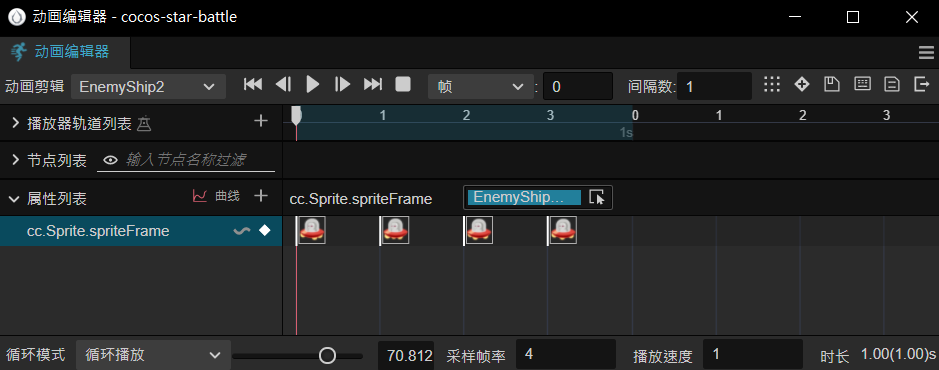 动画编辑器 - cocos-star-battle
动画编辑器
动画剪辑 EnemyShip2 帧 : 0 间隔数: 1
播放器轨道列表 0 1 2 3 0 1 2 3
1s
节点列表 输入节点名称过滤
属性列表 曲线 cc.Sprite.spriteFrame EnemyShip...
cc.Sprite.spriteFrame
循环模式 循环播放 70.812 采样帧率 4 播放速度 1 时长 1.00(1.00)s